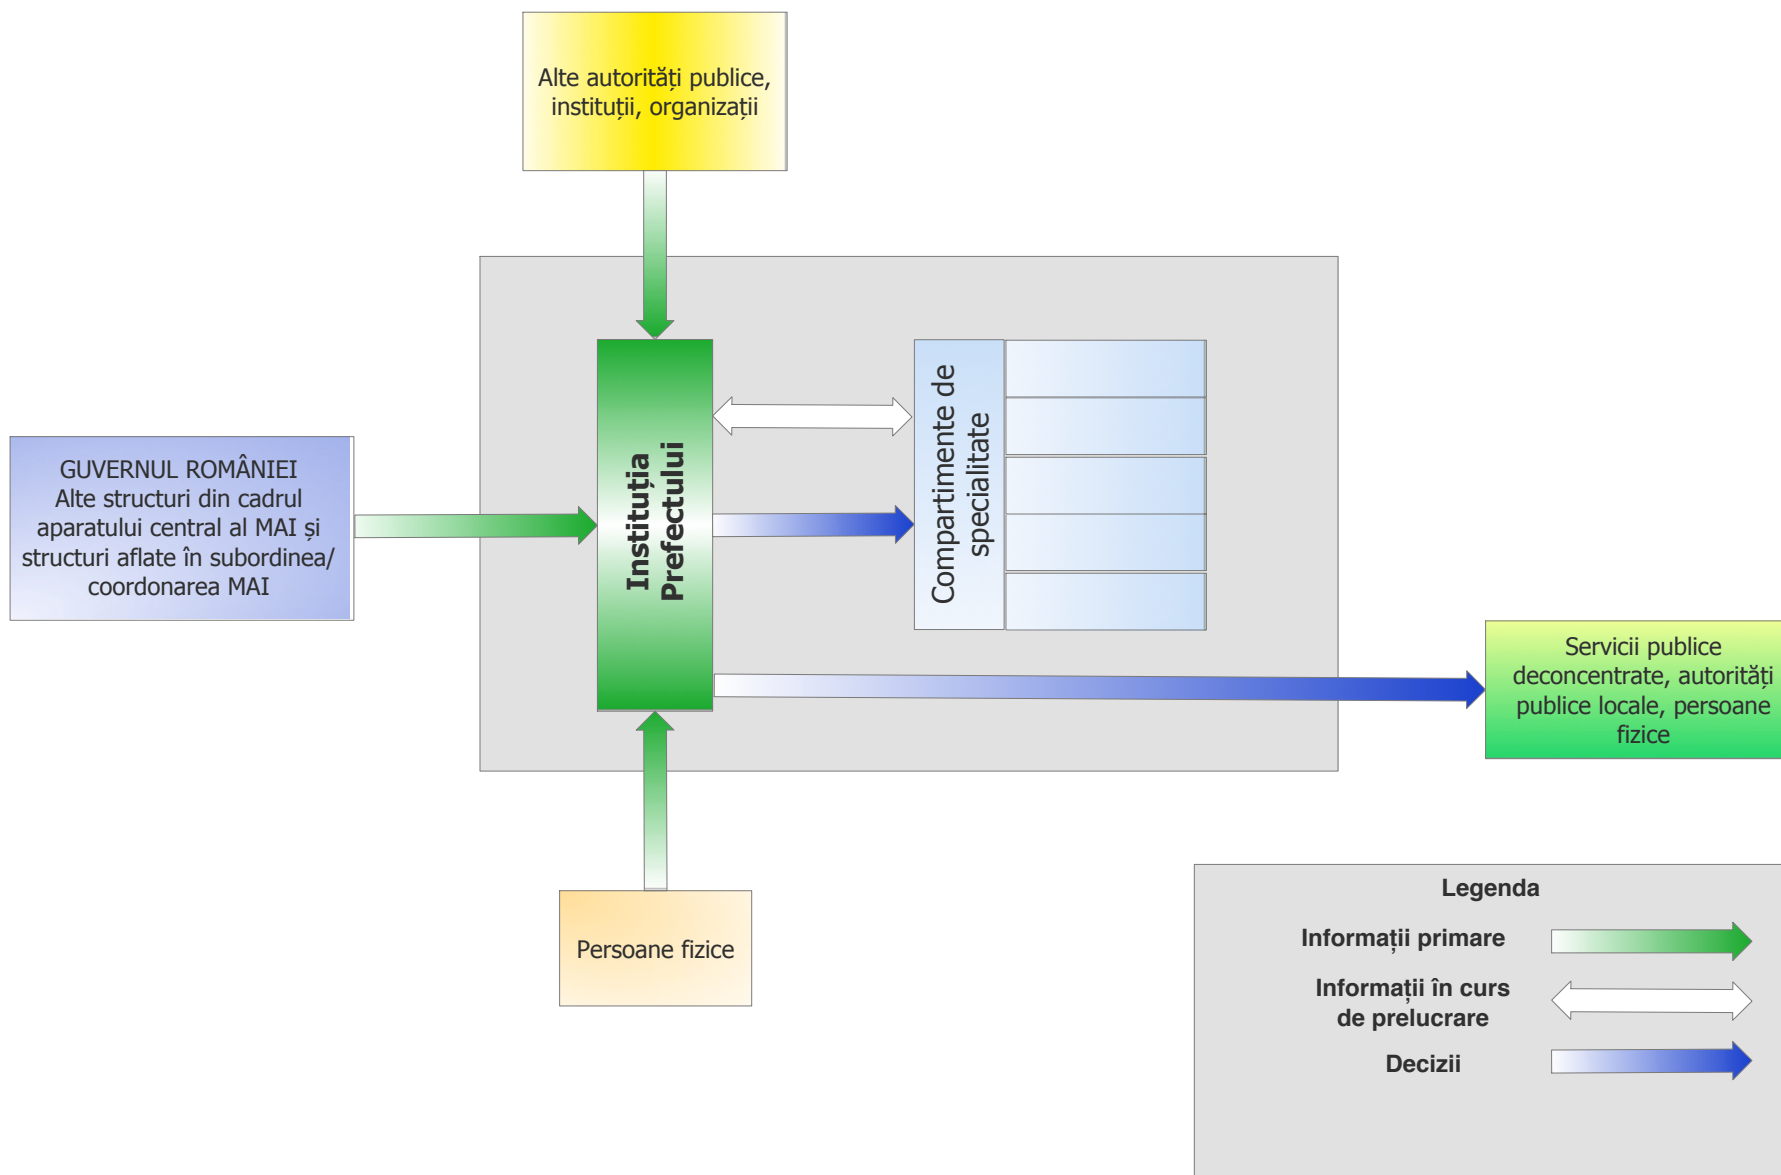 Alte autorități publice,
instituții, organizații
GUVERNUL ROMÂNIEI
Alte structuri din cadrul
aparatului central al MAI și
structuri aflate în subordinea/
coordonarea MAI
Instituția
Prefectului
Compartimente de
specialitate
Servicii publice
deconcentrate, autorități
publice locale, persoane
fizice
Persoane fizice
Legenda
Informații primare
Informații în curs
de prelucrare
Decizii